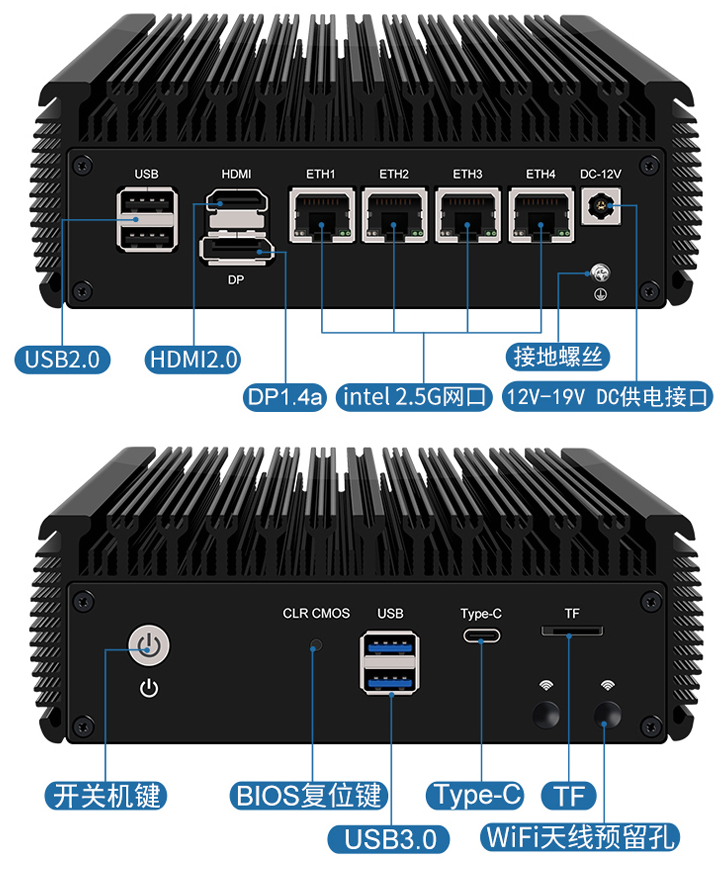 USB HDMI ETH1 ETH2 ETH3 ETH4 DC-12V
DP
USB2.0
HDMI2.0
接地螺丝
DP1.4a
intel 2.5G网口
12V-19V DC供电接口
CLR CMOS USB Type-C TF
开关机键
BIOS复位键
Type-C
TF
USB3.0
WiFi天线预留孔